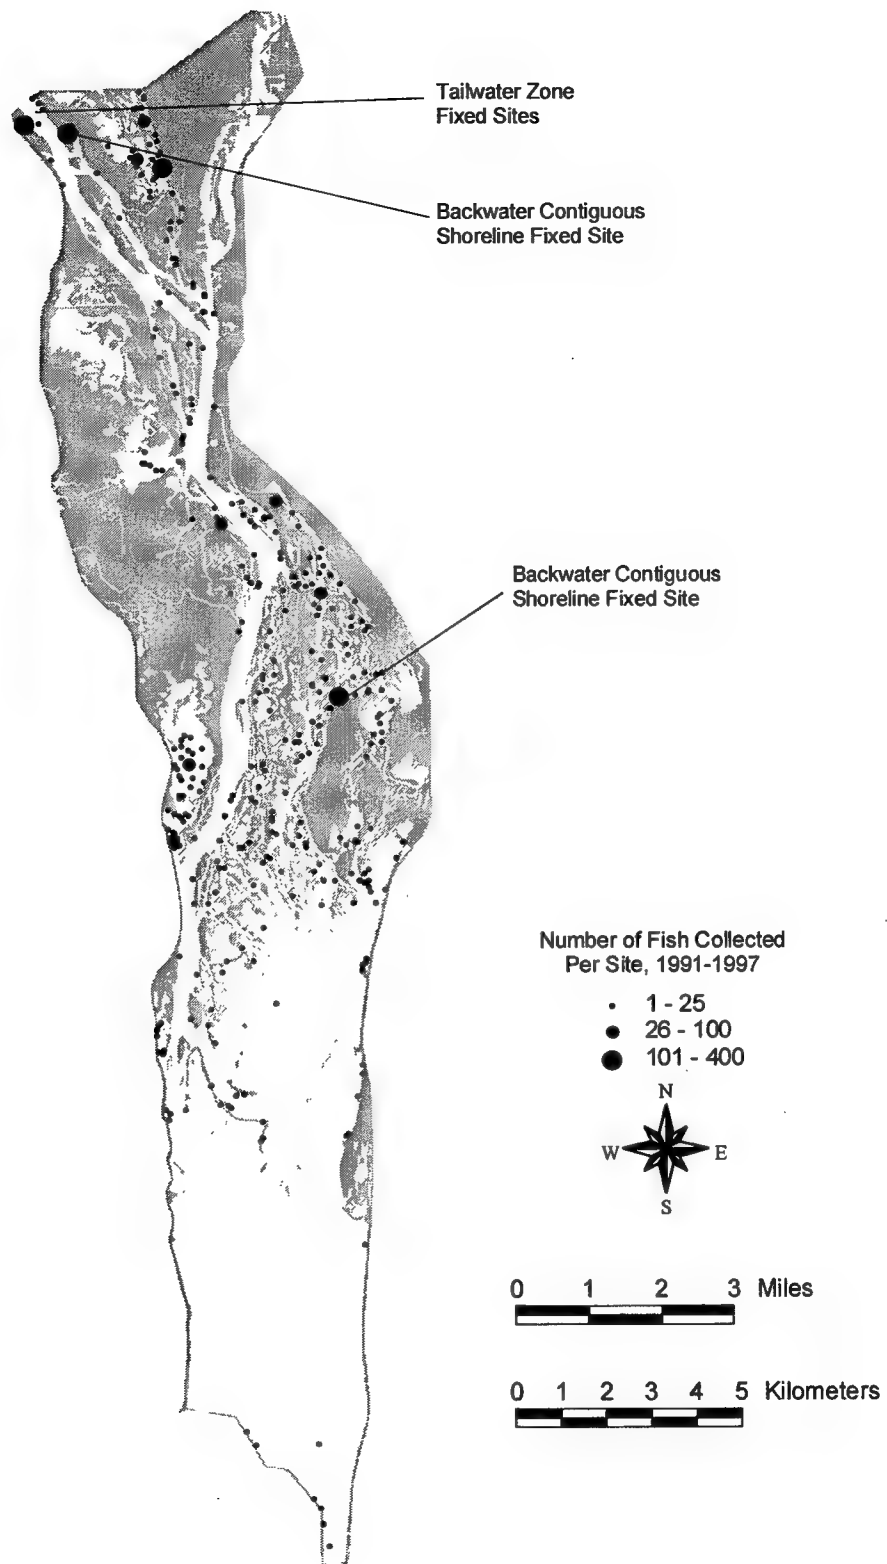 Tailwater Zone
Fixed Sites
Backwater Contiguous
Shoreline Fixed Site
Backwater Contiguous
Shoreline Fixed Site
Number of Fish Collected
Per Site, 1991-1997
1 - 25
26 - 100
101 - 400
N
W E
S
0 1 2 3 Miles
0 1 2 3 4 5 Kilometers